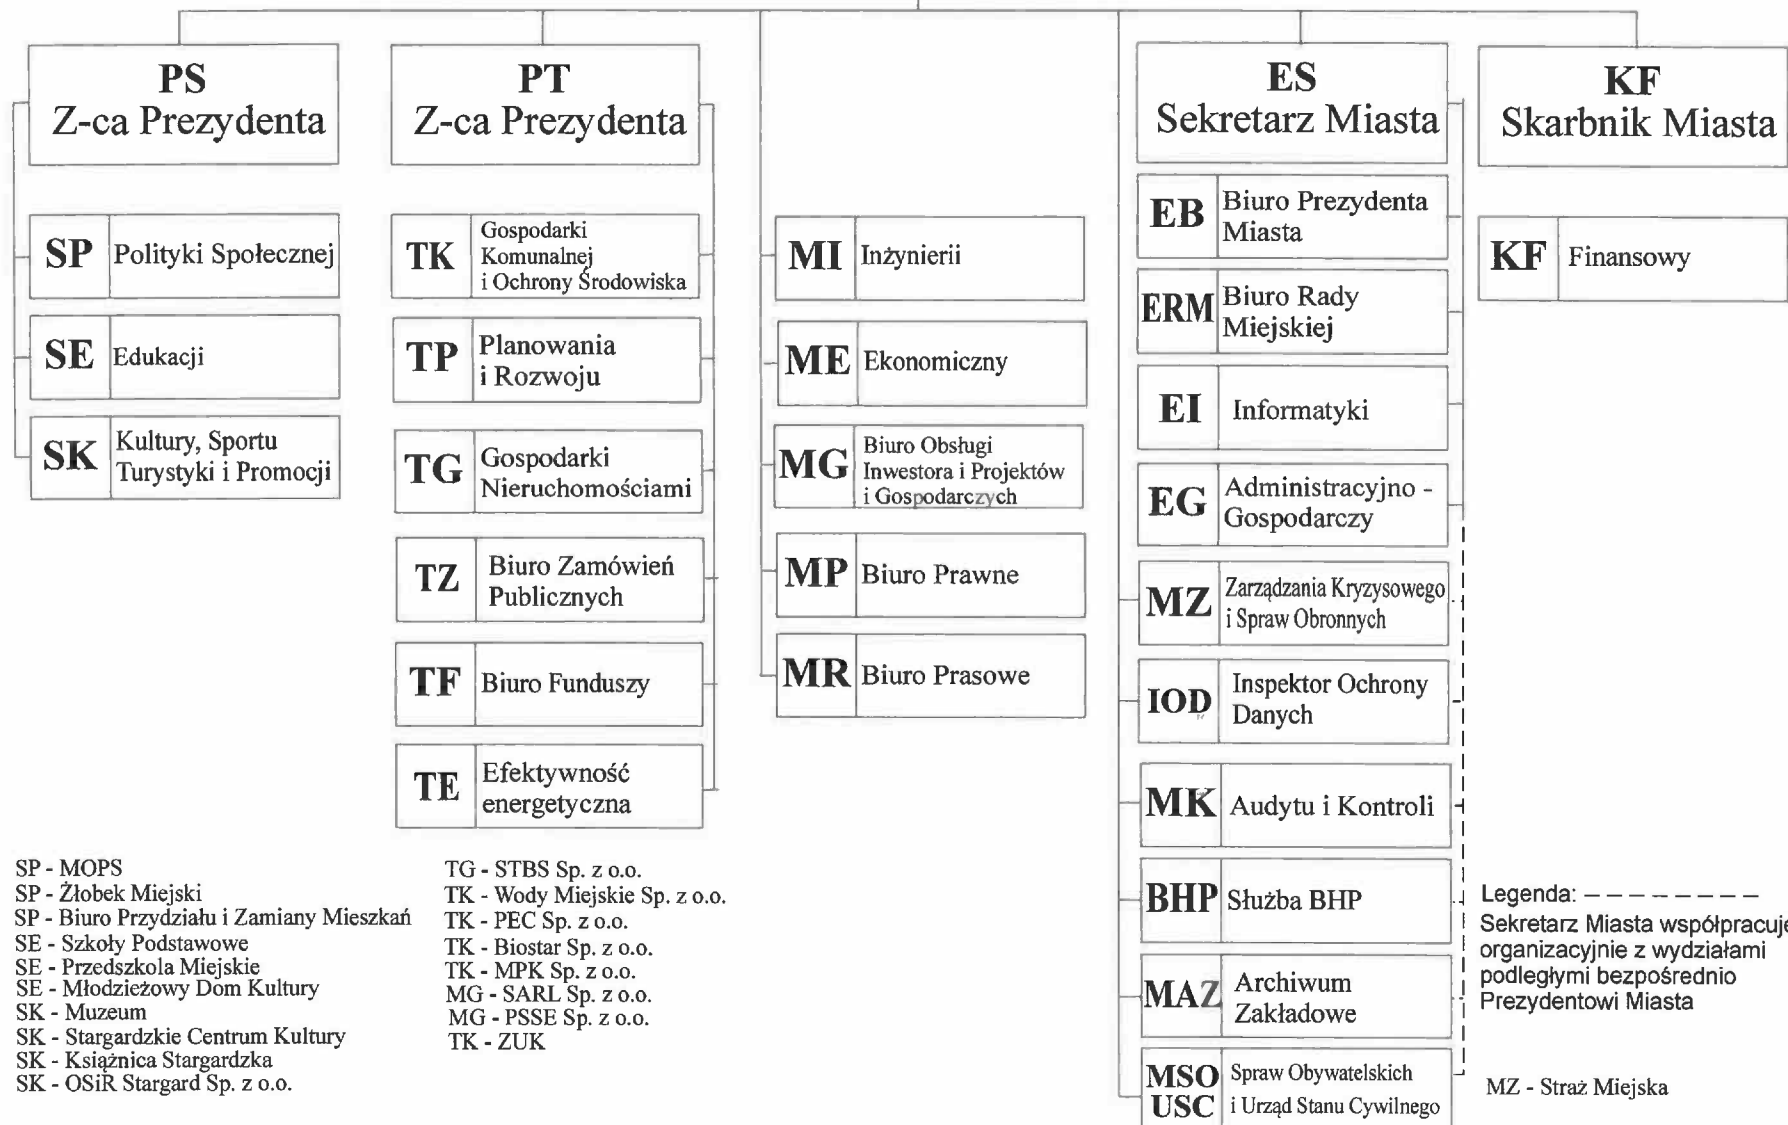 PS
Z-ca Prezydenta
SP
Polityki Społecznej
SE
Edukacji
SK
Kultury, Sportu
Turystyki i Promocji
PT
Z-ca Prezydenta
TK
Gospodarki
Komunalnej
i Ochrony Środowiska
TP
Planowania
i Rozwoju
TG
Gospodarki
Nieruchomościami
TZ
Biuro Zamówień
Publicznych
TF
Biuro Funduszy
TE
Efektywność
energetyczna
MI
Inżynierii
ME
Ekonomiczny
MG
Biuro Obsługi
Inwestora i Projektów
i Gospodarczych
MP
Biuro Prawne
MR
Biuro Prasowe
ES
Sekretarz Miasta
EB
Biuro Prezydenta
Miasta
ERM
Biuro Rady
Miejskiej
EI
Informatyki
EG
Administracyjno -
Gospodarczy
MZ
Zarządzania Kryzysowego
i Spraw Obronnych
IOD
Inspektor Ochrony
Danych
MK
Audytu i Kontroli
BHP
Służba BHP
MAZ
Archiwum
Zakładowe
MSO
USC
Spraw Obywatelskich
i Urząd Stanu Cywilnego
KF
Skarbnik Miasta
KF
Finansowy
SP - MOPS
SP - Żłobek Miejski
SP - Biuro Przydziału i Zamiany Mieszkań
SE - Szkoły Podstawowe
SE - Przedszkola Miejskie
SE - Młodzieżowy Dom Kultury
SK - Muzeum
SK - Stargardzkie Centrum Kultury
SK - Książnica Stargardzka
SK - OSiR Stargard Sp. z o.o.
TG - STBS Sp. z o.o.
TK - Wody Miejskie Sp. z o.o.
TK - PEC Sp. z o.o.
TK - Biostar Sp. z o.o.
TK - MPK Sp. z o.o.
MG - SARL Sp. z o.o.
MG - PSSE Sp. z o.o.
TK - ZUK
Legenda: — — — — — — — —
Sekretarz Miasta współpracuje
organizacyjnie z wydziałami
podległymi bezpośrednio
Prezydentowi Miasta
MZ - Straż Miejska